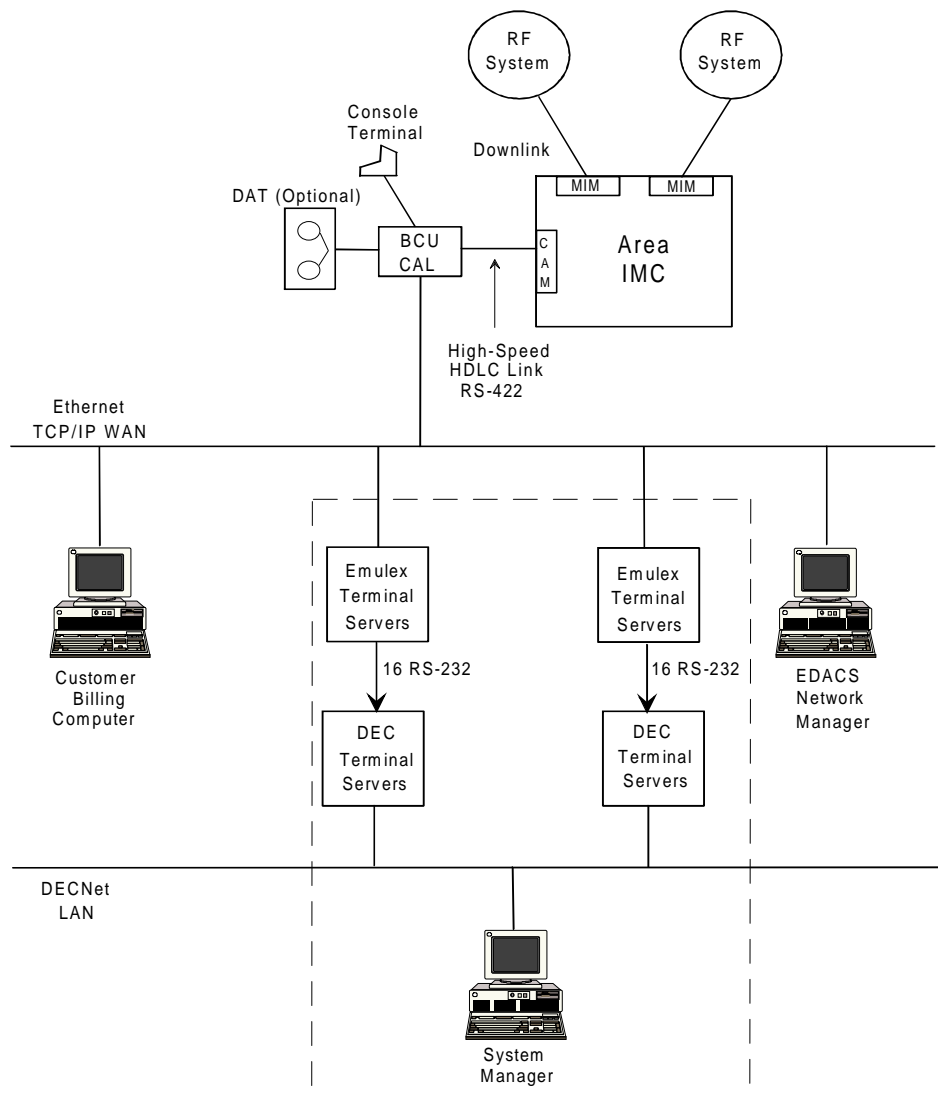 RF
System
RF
System
Console
Terminal
Downlink
MIM
MIM
DAT (Optional)
BCU
CAL
C
A
M
Area
IMC
High-Speed
HDLC Link
RS-422
Ethernet
TCP/IP WAN
Emulex
Terminal
Servers
Emulex
Terminal
Servers
16 RS-232
16 RS-232
Customer
Billing
Computer
EDACS
Network
Manager
DEC
Terminal
Servers
DEC
Terminal
Servers
DECNet
LAN
System
Manager